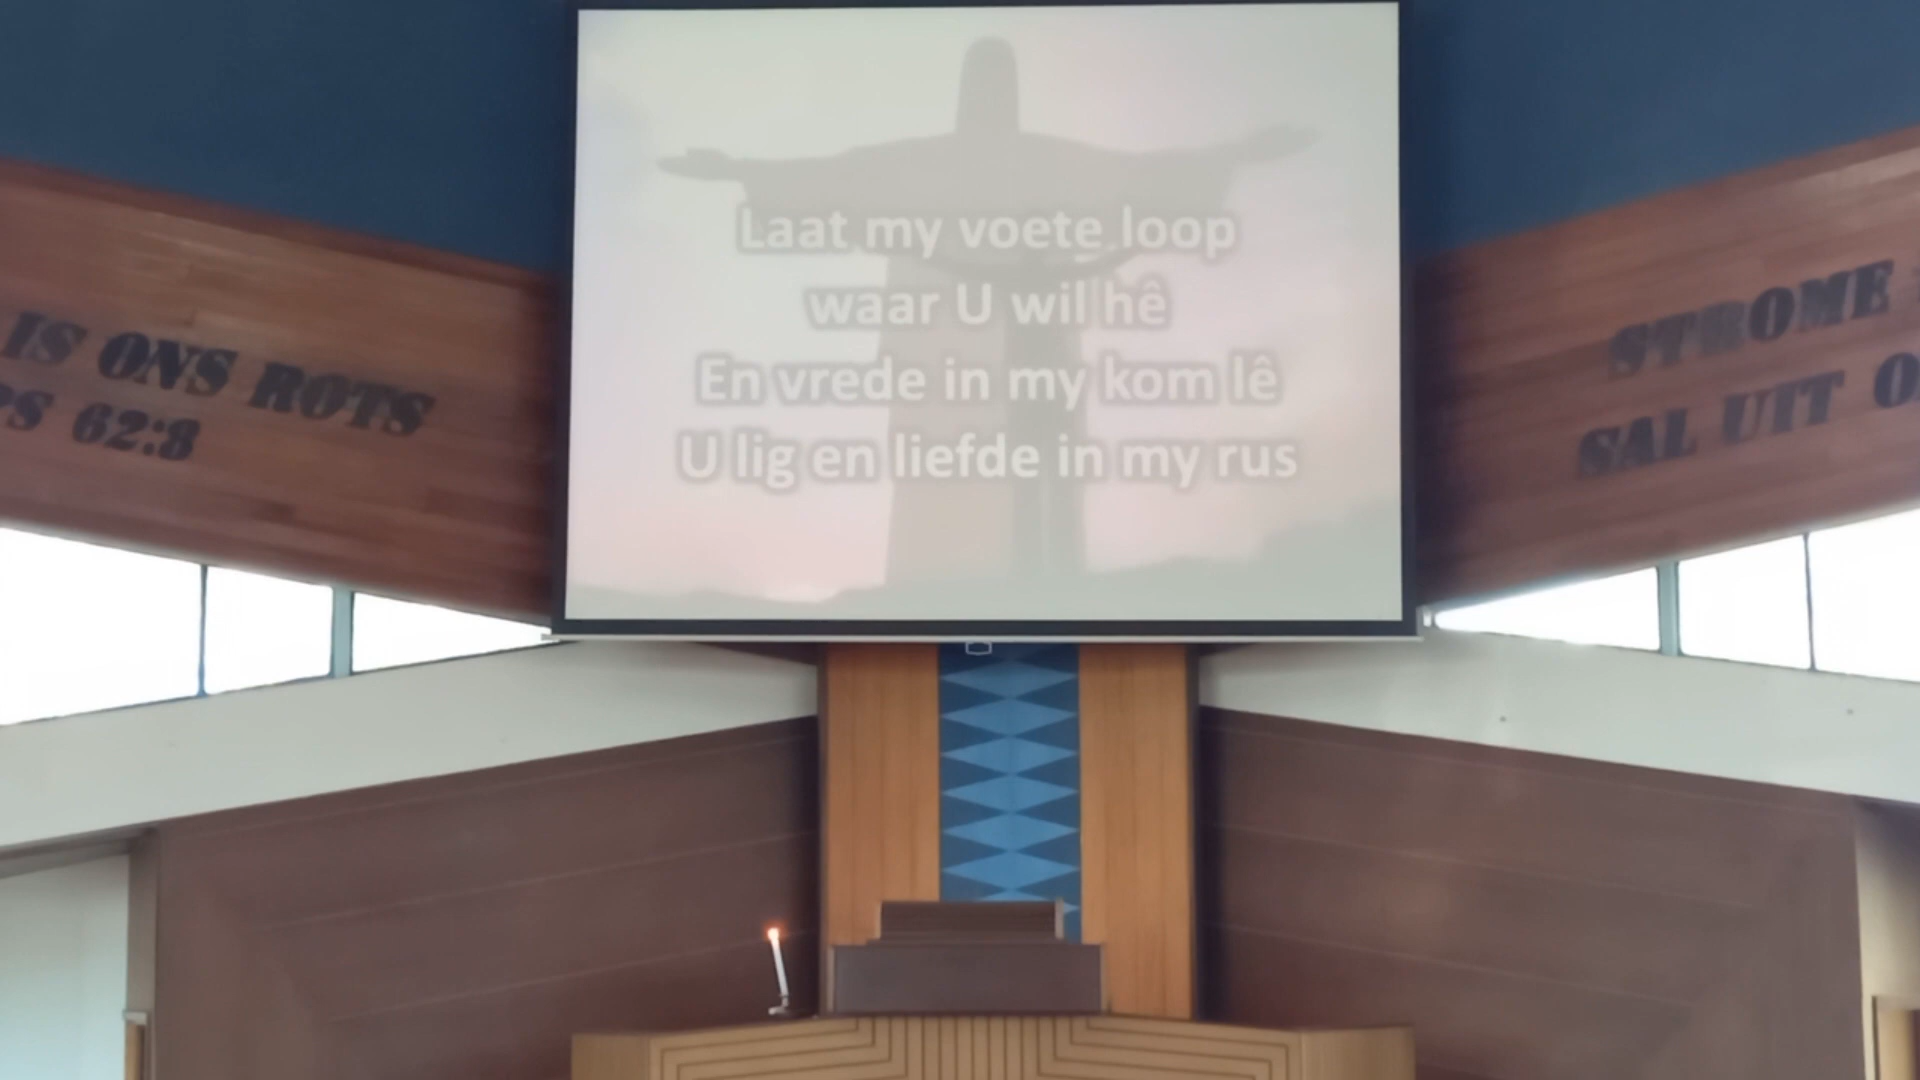 IS ONS ROTS
PS 62:8
Laat my voete loop
waar U wil hê
En vrede in my kom lê
U lig en liefde in my rus
STROME
SAL UIT